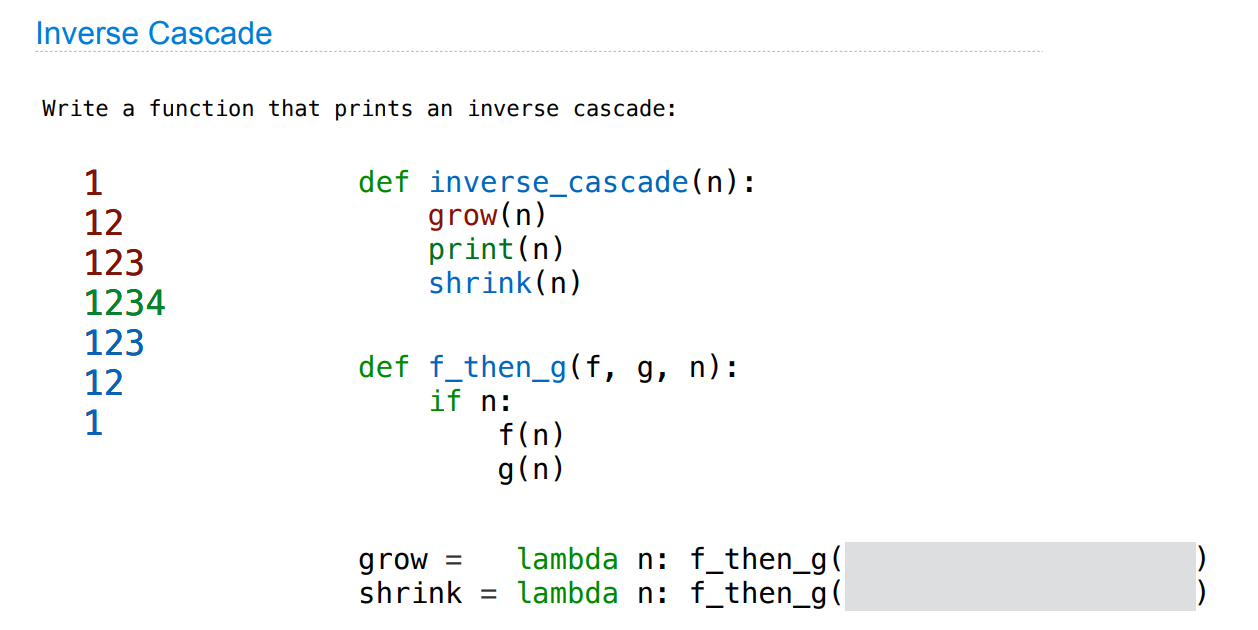 Inverse Cascade
Write a function that prints an inverse cascade:
1
12
123
1234
123
12
1
def inverse_cascade(n):
    grow(n)
    print(n)
    shrink(n)
def f_then_g(f, g, n):
    if n:
        f(n)
        g(n)
grow =   lambda n: f_then_g(                    )
shrink = lambda n: f_then_g(                    )